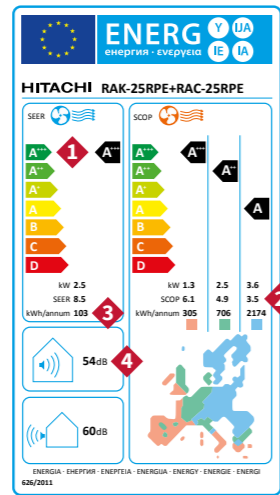 ENERG Y IJA
енергия · ενεργεια IE IA
HITACHI RAK-25RPE+RAC-25RPE
SEER SCOP
A+++ 1 A+++ A+++ A+++
A++ A++ A++
A+ A+
A A A
B B
C C
D D
kW 2.5 kW 1.3 2.5 3.6
SEER 8.5 SCOP 6.1 4.9 3.5 2
kWh/annum 103 3 kWh/annum 305 706 2174
54dB 4
60dB
ENERGIA · ЕНЕРГИЯ · ΕΝΕΡΓΕΙΑ · ENERGIJA · ENERGY · ENERGIE · ENERGI
626/2011